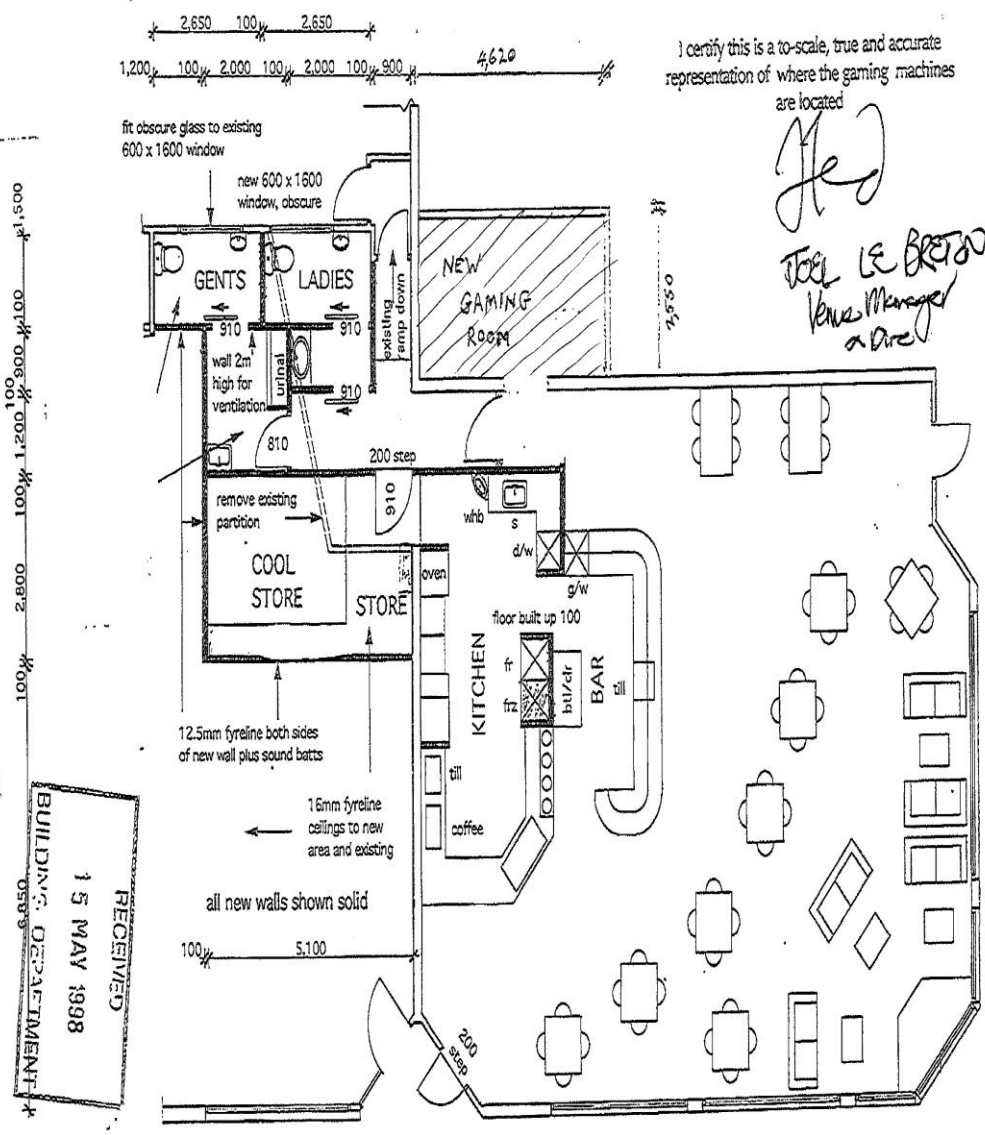 2,650 100 2,650
1,200 100 2.000 100 2,000 100 900 4,620
I certify this is a to-scale, true and accurate
representation of where the gaming machines
are located
JOEL LE BRETON
Venue Manager
fit obscure glass to existing
600 x 1600 window
new 600 x 1600
window, obscure
GENTS
LADIES
910
910
existing
ramp down
NEW
GAMING
ROOM
3,550
wall 2m
high for
ventilation
urinal
910
810
200 step
910
remove existing
partition
COOL
STORE
STORE
whb
s
d/w
g/w
oven
floor built up 100
KITCHEN
fr
frz
btl/clr
BAR
till
till
coffee
12.5mm fyreline both sides
of new wall plus sound batts
16mm fyreline
ceilings to new
area and existing
all new walls shown solid
100 5.100
200
step
1,500
100
900
100
1,200
100
2,800
100
6,850
RECEIVED
15 MAY 1998
BUILDING DEPARTMENT